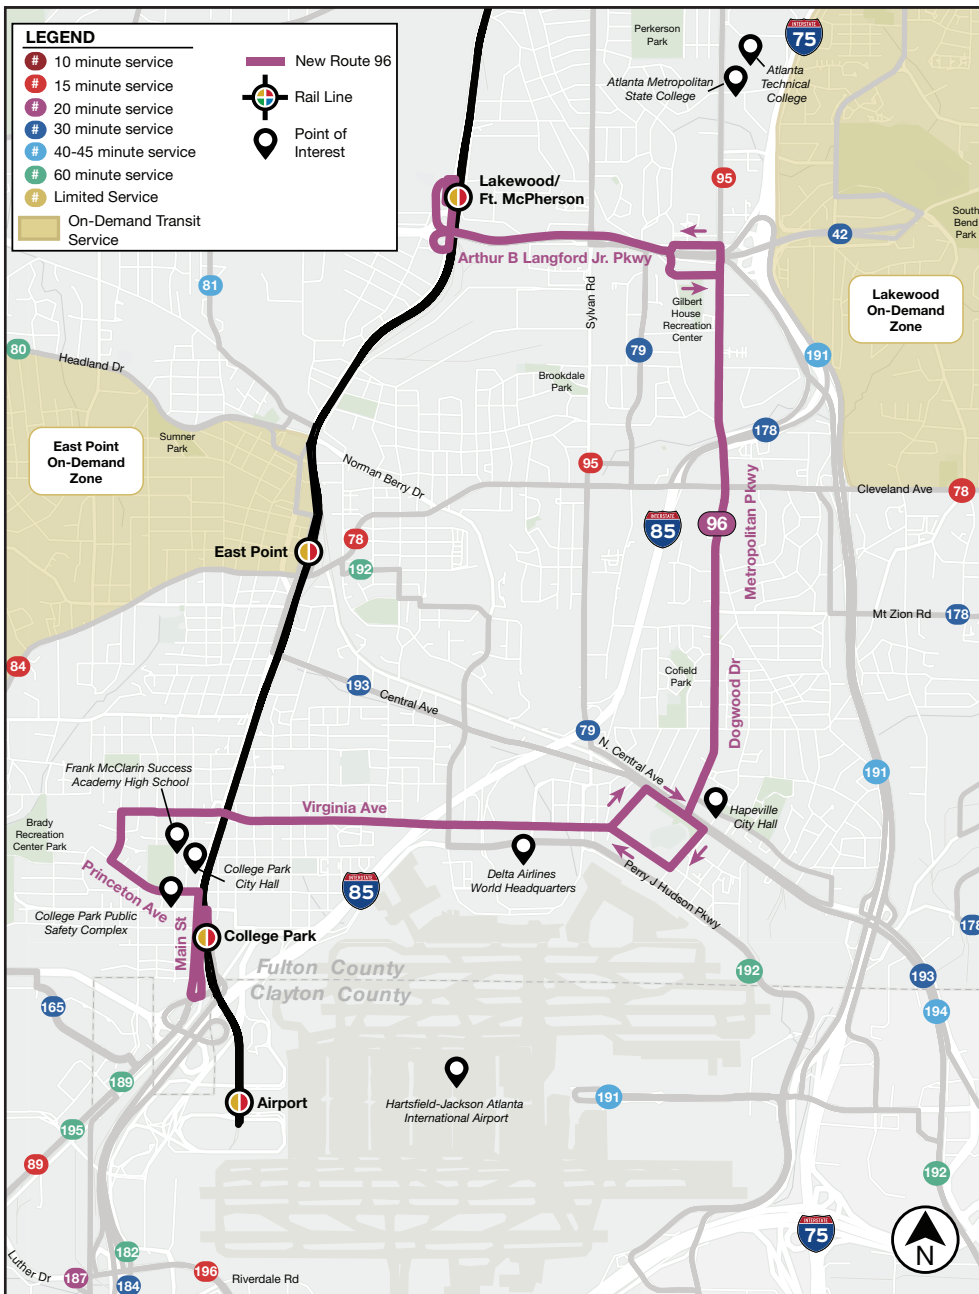 LEGEND
# 10 minute service
# 15 minute service
# 20 minute service
# 30 minute service
# 40-45 minute service
# 60 minute service
# Limited Service
On-Demand Transit
Service
New Route 96
Rail Line
Point of
Interest
Perkerson
Park
INTERSTATE
75
Atlanta Metropolitan
State College
Atlanta
Technical
College
95
Lakewood/
Ft. McPherson
South
Bend
Park
42
Arthur B Langford Jr. Pkwy
81
Sylvan Rd
Gilbert
House
Recreation
Center
Lakewood
On-Demand
Zone
80
Headland Dr
79
191
Brookdale
Park
East Point
On-Demand
Zone
Sumner
Park
178
Norman Berry Dr
95
Cleveland Ave
78
INTERSTATE
85
96
Metropolitan Pkwy
East Point
78
192
Mt Zion Rd
178
84
Cofield
Park
193
Central Ave
Dogwood Dr
79
N. Central Ave
191
Frank McClarin Success
Academy High School
Virginia Ave
Hapeville
City Hall
Brady
Recreation
Center Park
College Park
City Hall
Delta Airlines
World Headquarters
Princeton Ave
INTERSTATE
85
Perry J Hudson Pkwy
College Park Public
Safety Complex
Main St
College Park
178
Fulton County
Clayton County
192
193
165
194
189
Hartsfield-Jackson Atlanta
International Airport
191
Airport
195
89
192
INTERSTATE
75
N
182
Luther Dr
187
184
196
Riverdale Rd